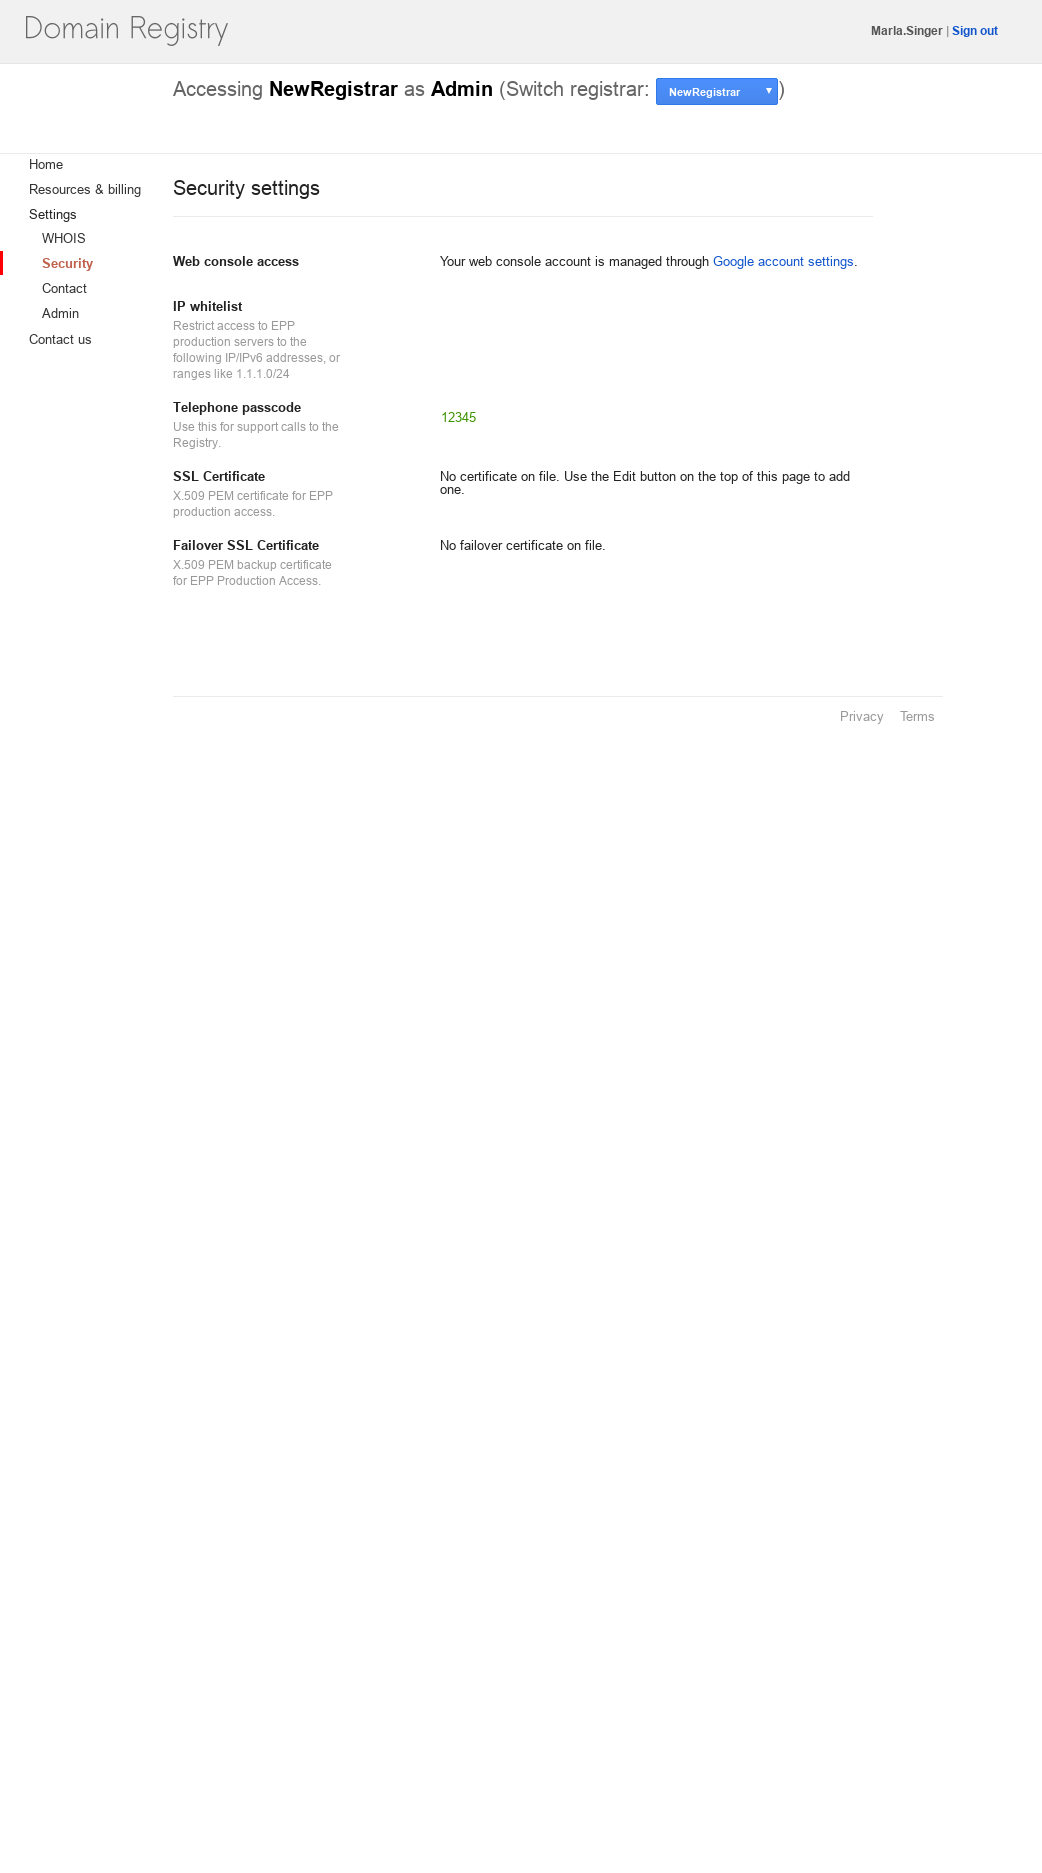 Domain Registry
Marla.Singer | Sign out
Accessing NewRegistrar as Admin (Switch registrar: NewRegistrar ▼)
Home
Resources & billing
Settings
WHOIS
Security
Contact
Admin
Contact us
Security settings
Web console access
Your web console account is managed through Google account settings.
IP whitelist
Restrict access to EPP
production servers to the
following IP/IPv6 addresses, or
ranges like 1.1.1.0/24
Telephone passcode
Use this for support calls to the
Registry.
12345
SSL Certificate
X.509 PEM certificate for EPP
production access.
No certificate on file. Use the Edit button on the top of this page to add
one.
Failover SSL Certificate
X.509 PEM backup certificate
for EPP Production Access.
No failover certificate on file.
Privacy
Terms